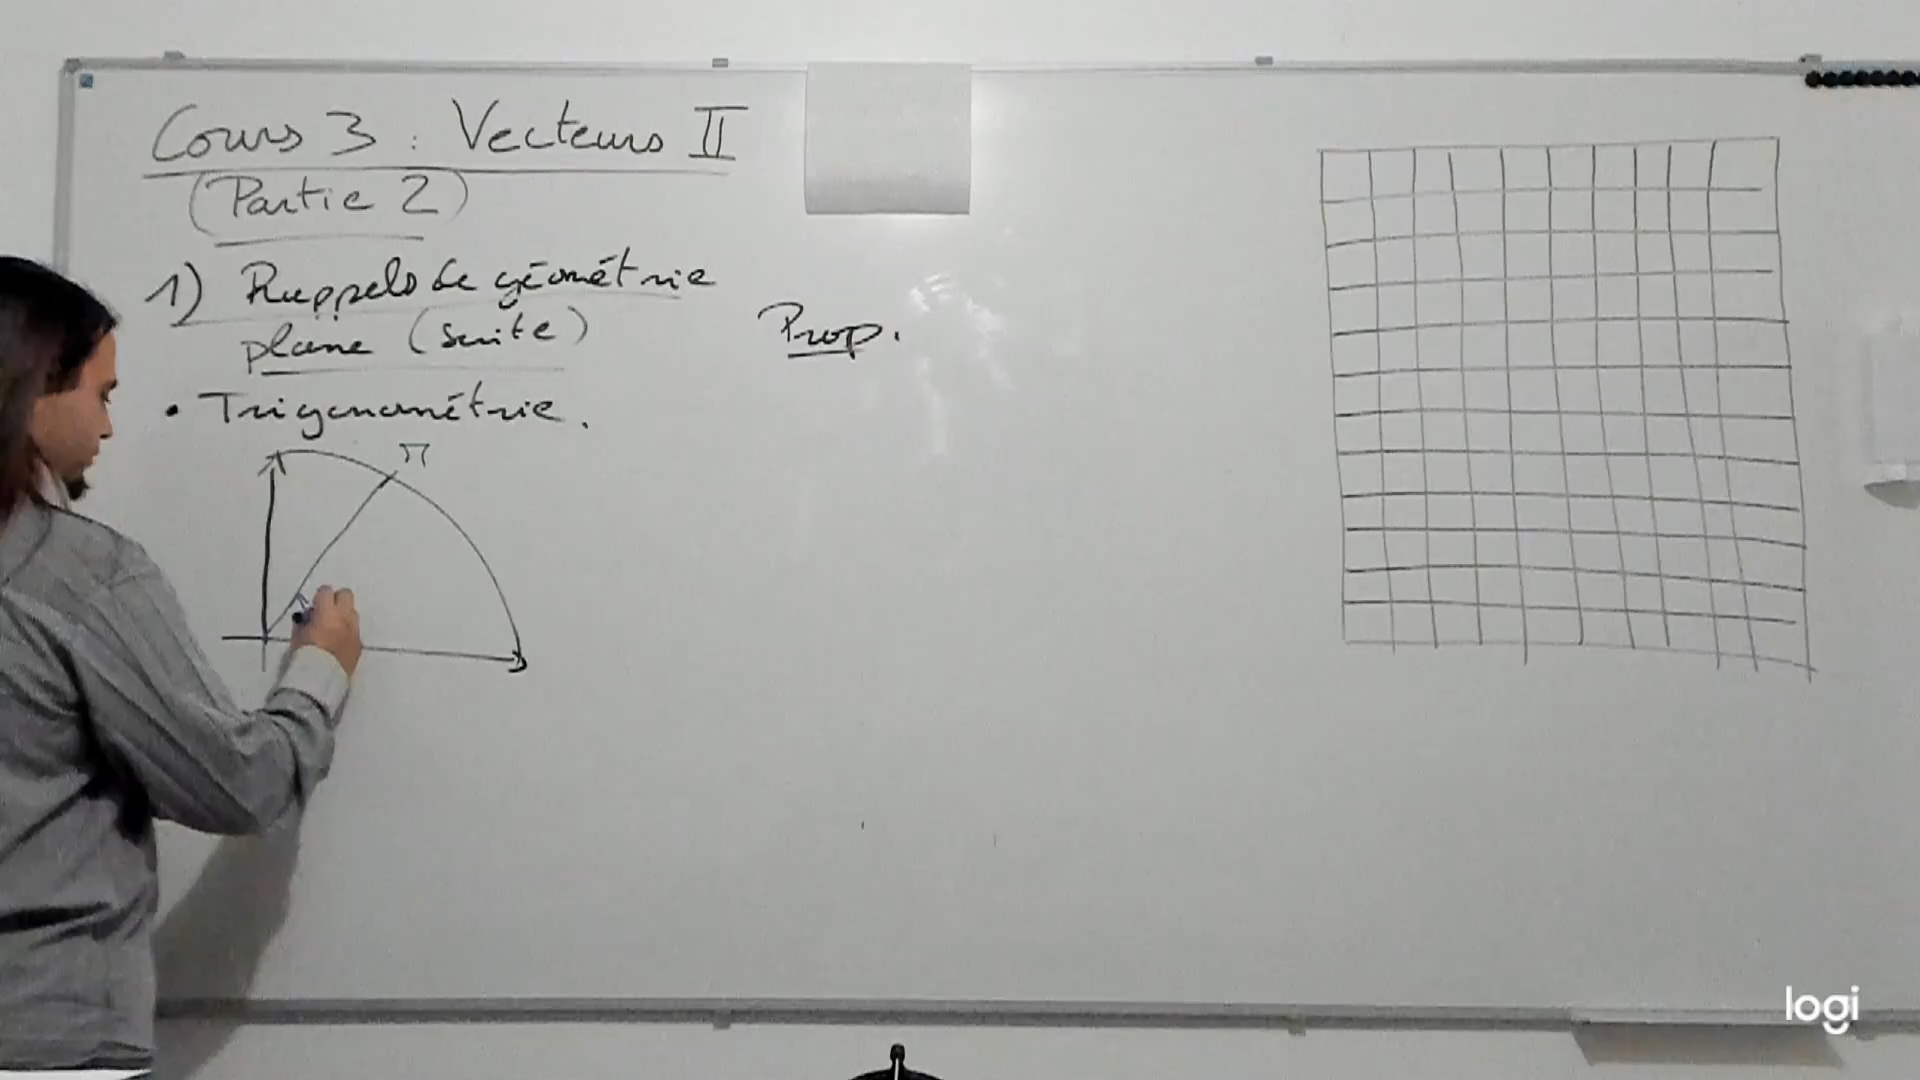 Cours 3 : Vecteurs II
(Partie 2)
1) Rappels de géométrie
plane (suite)
• Trigonométrie.
Prop.
M
logi